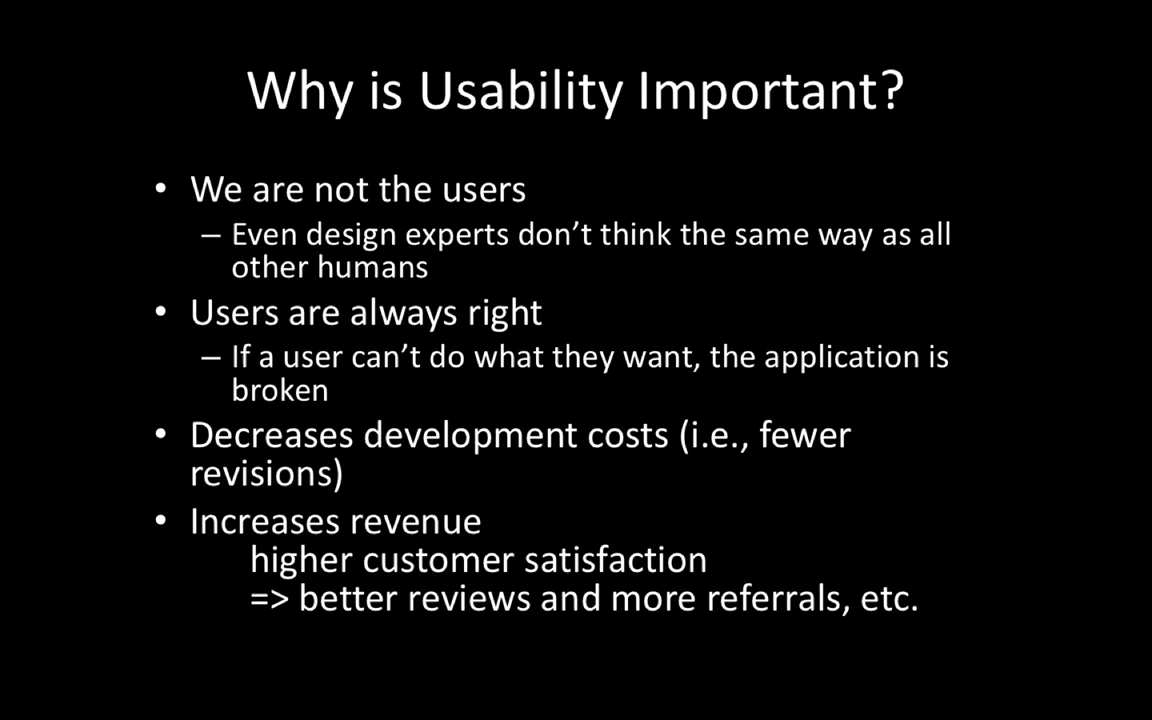 Why is Usability Important?
• We are not the users
– Even design experts don’t think the same way as all
other humans
• Users are always right
– If a user can’t do what they want, the application is
broken
• Decreases development costs (i.e., fewer
revisions)
• Increases revenue
higher customer satisfaction
=> better reviews and more referrals, etc.